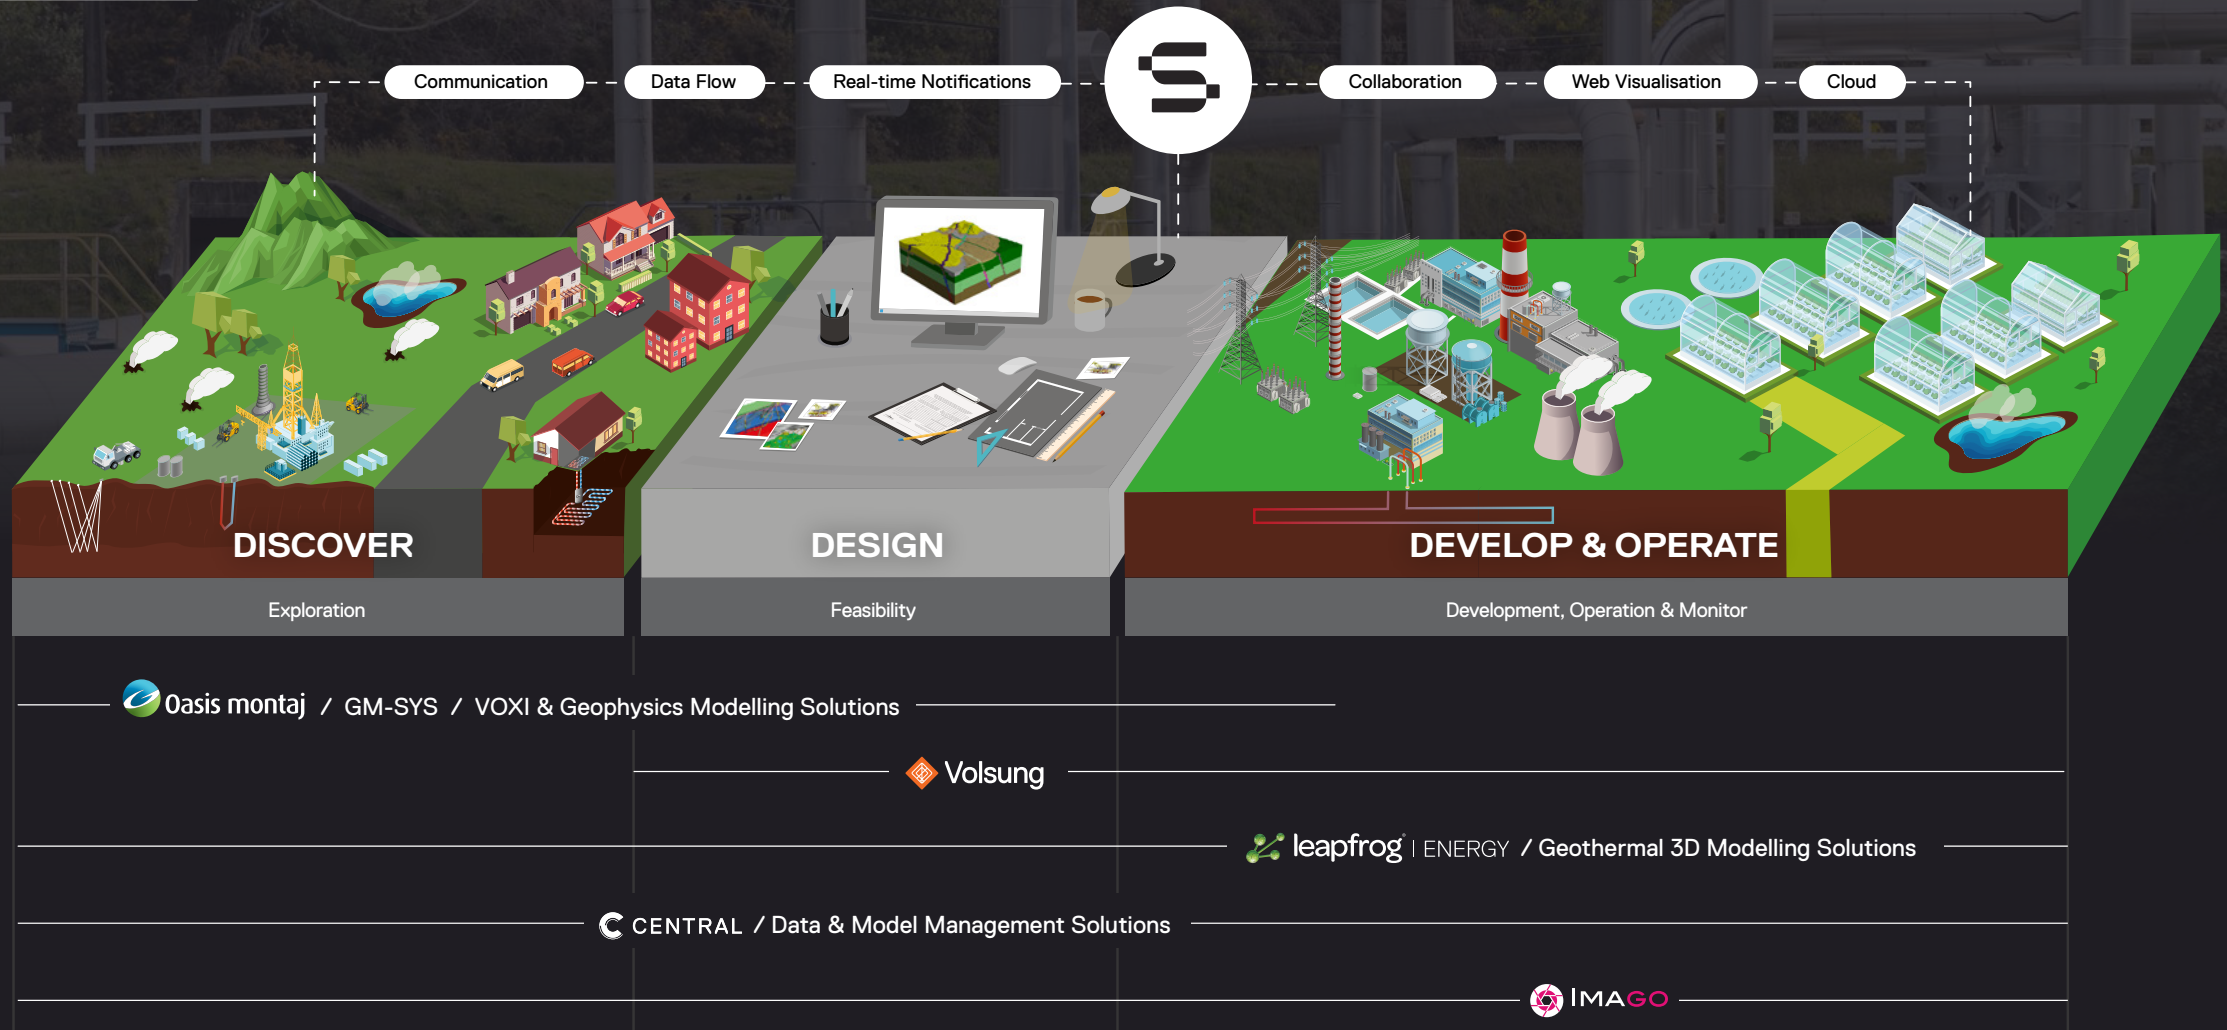 Communication
Data Flow
Real-time Notifications
Collaboration
Web Visualisation
Cloud
DISCOVER
DESIGN
DEVELOP & OPERATE
Exploration
Feasibility
Development, Operation & Monitor
Oasis montaj / GM-SYS / VOXI & Geophysics Modelling Solutions
Volsung
leapfrog® | ENERGY / Geothermal 3D Modelling Solutions
CENTRAL / Data & Model Management Solutions
IMAGO